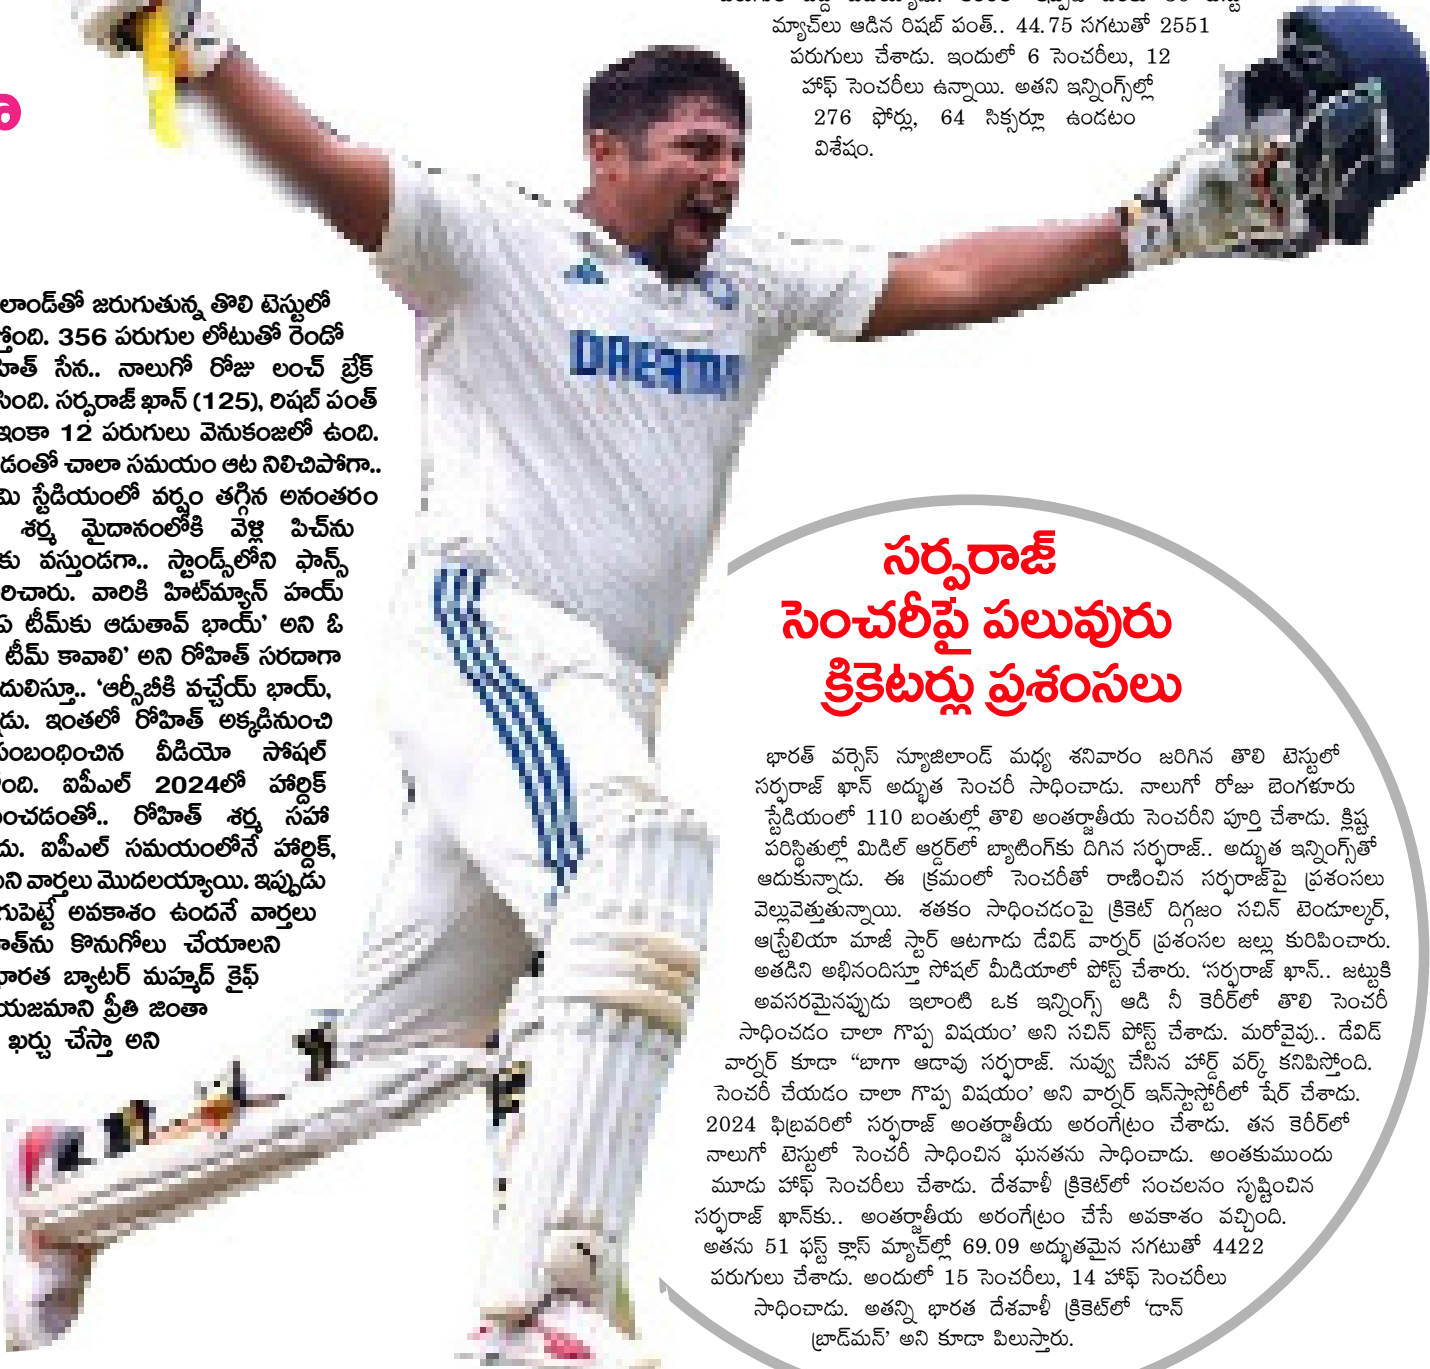 మ్యాచ్‌లు ఆడిన రిషబ్ పంత్.. 44.75 సగటుతో 2551
పరుగులు చేశాడు. ఇందులో 6 సెంచరీలు, 12
హాఫ్ సెంచరీలు ఉన్నాయి. అతని ఇన్నింగ్స్‌ల్లో
276 ఫోర్లు, 64 సిక్సర్లూ ఉండటం
విశేషం.
లాండ్‌తో జరుగుతున్న తొలి టెస్టులో
స్తోంది. 356 పరుగుల లోటుతో రెండో
హిత్ సేన.. నాలుగో రోజు లంచ్ బ్రేక్
సింది. సర్ఫరాజ్ ఖాన్ (125), రిషబ్ పంత్
ఇంకా 12 పరుగులు వెనుకంజలో ఉంది.
డంతో చాలా సమయం ఆట నిలిచిపోగా..
మి స్టేడియంలో వర్షం తగ్గిన అనంతరం
శర్మ మైదానంలోకి వెళ్లి పిచ్‌ను
కు వస్తుండగా.. స్టాండ్స్‌లోని ఫాన్స్
రిచారు. వారికి హిట్‌మ్యాన్ హయ్
ఏ టీమ్‌కు ఆడుతావ్ భాయ్' అని ఓ
టీమ్ కావాలి' అని రోహిత్ సరదాగా
దులిస్తూ.. 'ఆర్సీబీకి వచ్చేయ్ భాయ్,
డు. ఇంతలో రోహిత్ అక్కడినుంచి
సంబంధించిన వీడియో సోషల్
ంది. ఐపీఎల్ 2024లో హార్దిక్
ించడంతో.. రోహిత్ శర్మ సహా
దు. ఐపీఎల్ సమయంలోనే హార్దిక్,
ని వార్తలు మొదలయ్యాయి. ఇప్పుడు
గుపెట్టే అవకాశం ఉందనే వార్తలు
హిత్‌ను కొనుగోలు చేయాలని
భారత బ్యాటర్ మహ్మద్ కైఫ్
యజమాని ప్రీతి జింతా
ఖర్చు చేస్తా అని
DREAM11
సర్ఫరాజ్
సెంచరీపై పలువురు
క్రికెటర్లు ప్రశంసలు
భారత్ వర్సెస్ న్యూజిలాండ్ మధ్య శనివారం జరిగిన తొలి టెస్టులో
సర్ఫరాజ్ ఖాన్ అద్భుత సెంచరీ సాధించాడు. నాలుగో రోజు బెంగళూరు
స్టేడియంలో 110 బంతుల్లో తొలి అంతర్జాతీయ సెంచరీని పూర్తి చేశాడు. క్లిష్ట
పరిస్థితుల్లో మిడిల్ ఆర్డర్‌లో బ్యాటింగ్‌కు దిగిన సర్ఫరాజ్.. అద్భుత ఇన్నింగ్స్‌తో
ఆదుకున్నాడు. ఈ క్రమంలో సెంచరీతో రాణించిన సర్ఫరాజ్‌పై ప్రశంసలు
వెల్లువెత్తుతున్నాయి. శతకం సాధించడంపై క్రికెట్ దిగ్గజం సచిన్ టెండూల్కర్,
ఆస్ట్రేలియా మాజీ స్టార్ ఆటగాడు డేవిడ్ వార్నర్ ప్రశంసల జల్లు కురిపించారు.
అతడిని అభినందిస్తూ సోషల్ మీడియాలో పోస్ట్ చేశారు. 'సర్ఫరాజ్ ఖాన్.. జట్టుకి
అవసరమైనప్పుడు ఇలాంటి ఒక ఇన్నింగ్స్ ఆడి నీ కెరీర్‌లో తొలి సెంచరీ
సాధించడం చాలా గొప్ప విషయం' అని సచిన్ పోస్ట్ చేశాడు. మరోవైవు.. డేవిడ్
వార్నర్ కూడా "బాగా ఆడావు సర్ఫరాజ్. నువ్వు చేసిన హార్డ్ వర్క్ కనిపిస్తోంది.
సెంచరీ చేయడం చాలా గొప్ప విషయం' అని వార్నర్ ఇన్‌స్టాస్టోరీలో షేర్ చేశాడు.
2024 ఫిబ్రవరిలో సర్ఫరాజ్ అంతర్జాతీయ అరంగేట్రం చేశాడు. తన కెరీర్‌లో
నాలుగో టెస్టులో సెంచరీ సాధించిన ఘనతను సాధించాడు. అంతకుముందు
మూడు హాఫ్ సెంచరీలు చేశాడు. దేశవాళీ క్రికెట్‌లో సంచలనం సృష్టించిన
సర్ఫరాజ్ ఖాన్‌కు.. అంతర్జాతీయ అరంగేట్రం చేసే అవకాశం వచ్చింది.
అతను 51 ఫస్ట్ క్లాస్ మ్యాచ్‌ల్లో 69.09 అద్భుతమైన సగటుతో 4422
పరుగులు చేశాడు. అందులో 15 సెంచరీలు, 14 హాఫ్ సెంచరీలు
సాధించాడు. అతన్ని భారత దేశవాళీ క్రికెట్‌లో 'డాన్
బ్రాడ్‌మన్' అని కూడా పిలుస్తారు.